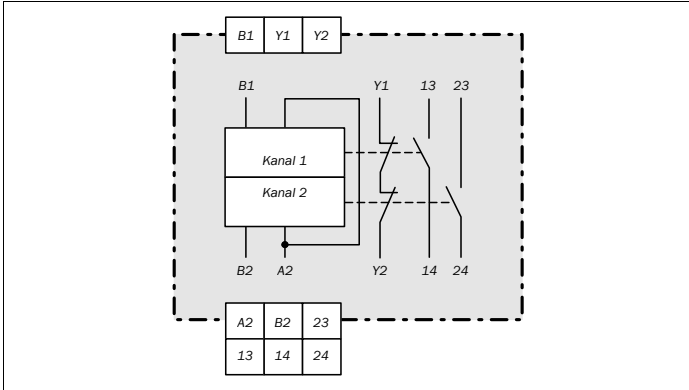 B1 Y1 Y2
B1 Y1 13 23
Kanal 1
Kanal 2
B2 A2 Y2 14 24
A2 B2 23
13 14 24